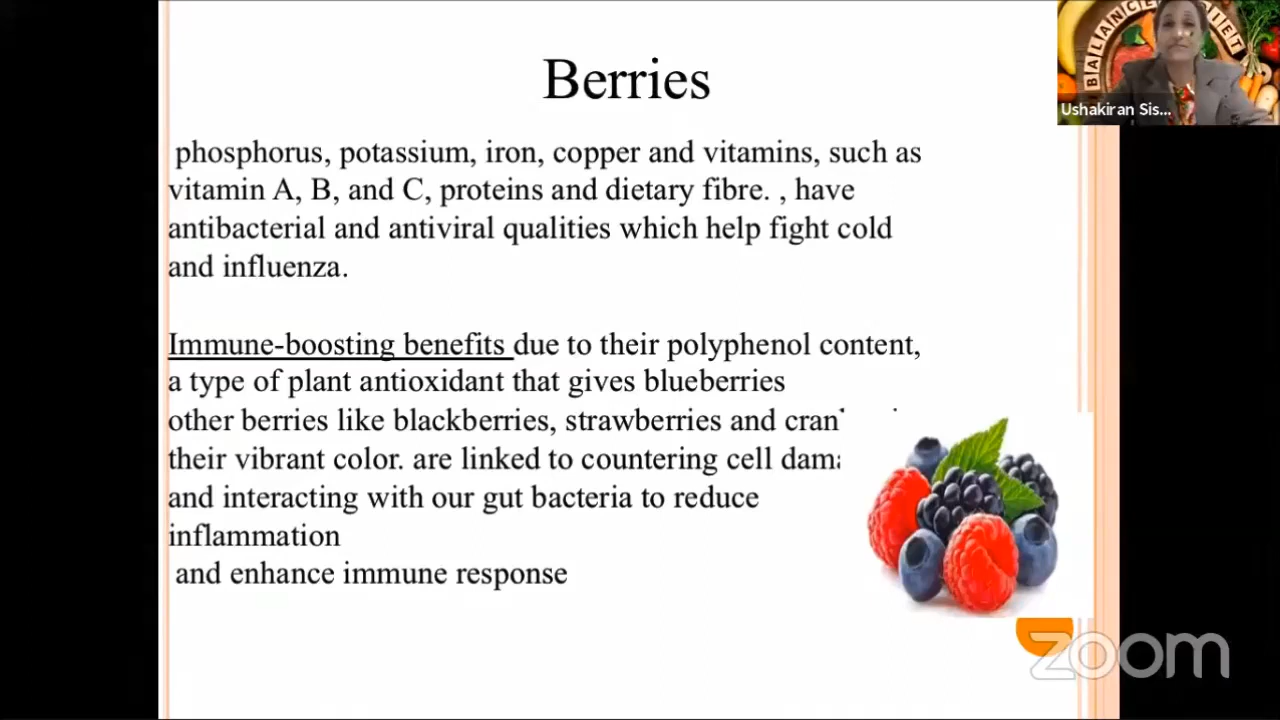 Berries
phosphorus, potassium, iron, copper and vitamins, such as
vitamin A, B, and C, proteins and dietary fibre. , have
antibacterial and antiviral qualities which help fight cold
and influenza.
Immune-boosting benefits due to their polyphenol content,
a type of plant antioxidant that gives blueberries
other berries like blackberries, strawberries and
their vibrant color. are linked to countering cell
and interacting with our gut bacteria to reduce
inflammation
and enhance immune response
BALANCE DIET
Ushakiran Sis...
zoom